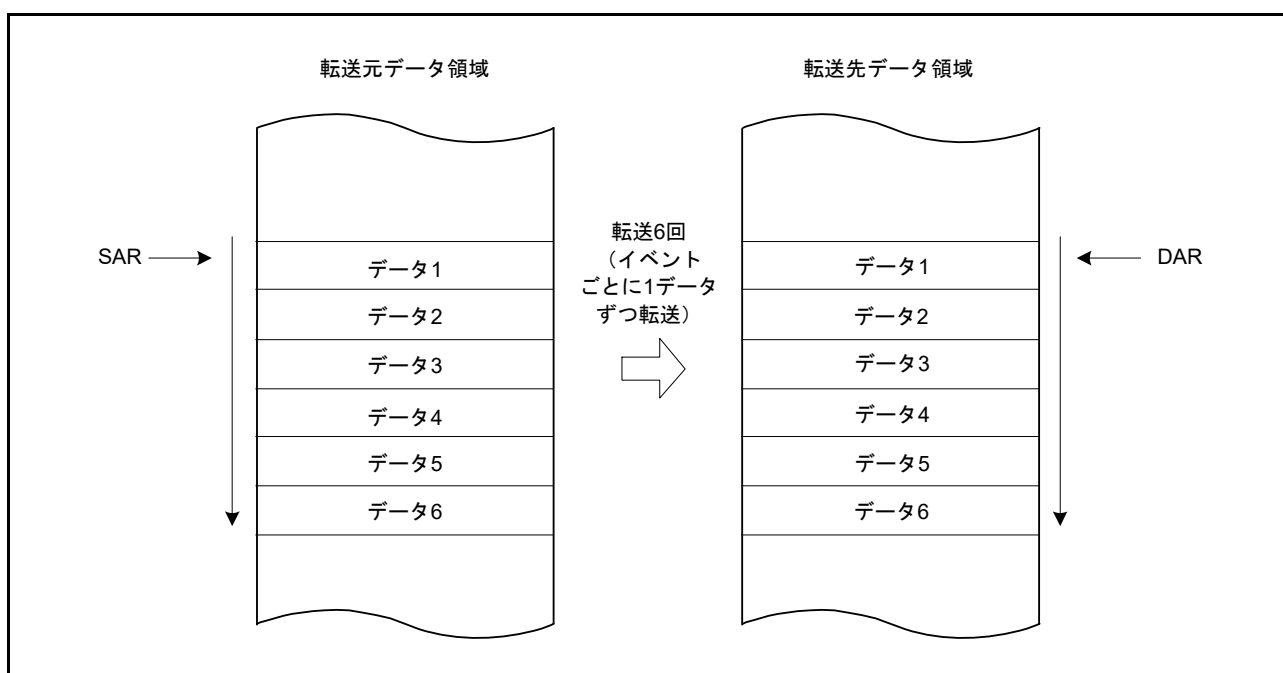 転送元データ領域
転送先データ領域
SAR
転送6回
（イベント
ごとに1データ
ずつ転送）
DAR
データ1
データ2
データ3
データ4
データ5
データ6
データ1
データ2
データ3
データ4
データ5
データ6